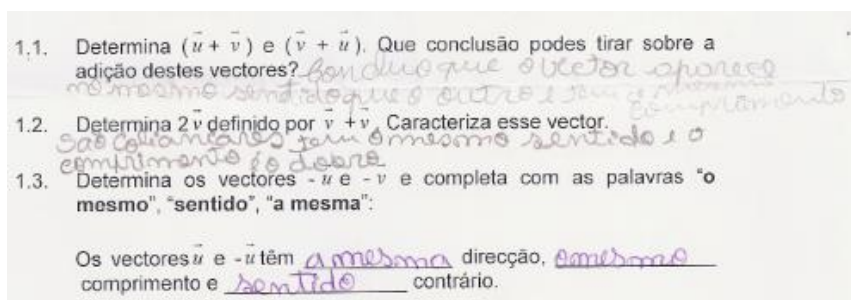 1.1. Determina (u⃗ + v⃗) e (v⃗ + u⃗). Que conclusão podes tirar sobre a
adição destes vectores? Concluo que o vector aparece
no mesmo sentido que o outro e tem o mesmo
comprimento
1.2. Determina 2v⃗ definido por v⃗ + v⃗. Caracteriza esse vector.
São colianeares tem o mesmo sentido e o
comprimento é o dobro
1.3. Determina os vectores -u⃗ e -v⃗ e completa com as palavras "o
mesmo", "sentido", "a mesma":
Os vectores u⃗ e -u⃗ têm a mesma direcção, o mesmo
comprimento e sentido contrário.